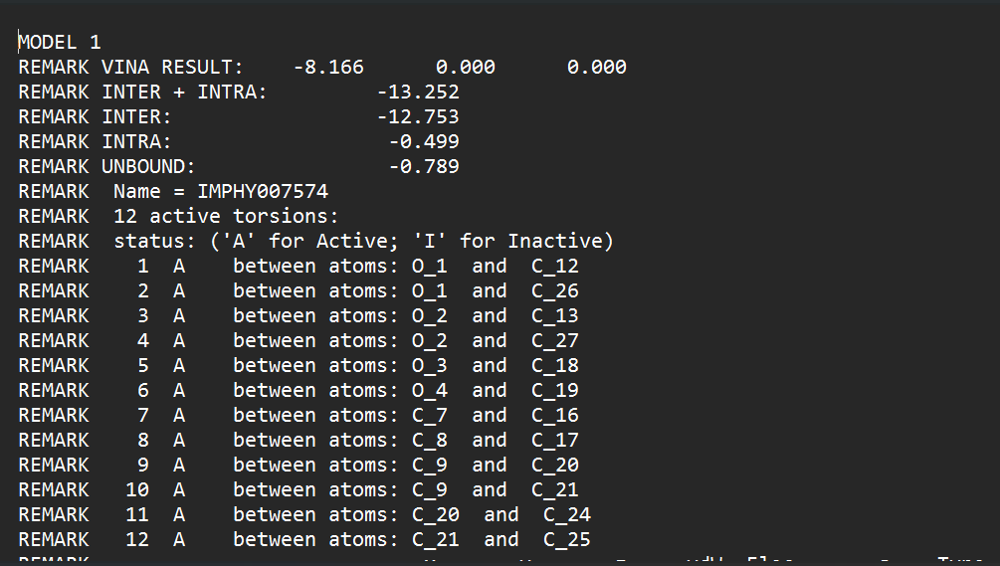 MODEL 1
REMARK VINA RESULT:    -8.166      0.000      0.000
REMARK INTER + INTRA:         -13.252
REMARK INTER:                 -12.753
REMARK INTRA:                  -0.499
REMARK UNBOUND:                -0.789
REMARK  Name = IMPHY007574
REMARK  12 active torsions:
REMARK  status: ('A' for Active; 'I' for Inactive)
REMARK    1  A    between atoms: O_1  and  C_12
REMARK    2  A    between atoms: O_1  and  C_26
REMARK    3  A    between atoms: O_2  and  C_13
REMARK    4  A    between atoms: O_2  and  C_27
REMARK    5  A    between atoms: O_3  and  C_18
REMARK    6  A    between atoms: O_4  and  C_19
REMARK    7  A    between atoms: C_7  and  C_16
REMARK    8  A    between atoms: C_8  and  C_17
REMARK    9  A    between atoms: C_9  and  C_20
REMARK   10  A    between atoms: C_9  and  C_21
REMARK   11  A    between atoms: C_20  and  C_24
REMARK   12  A    between atoms: C_21  and  C_25